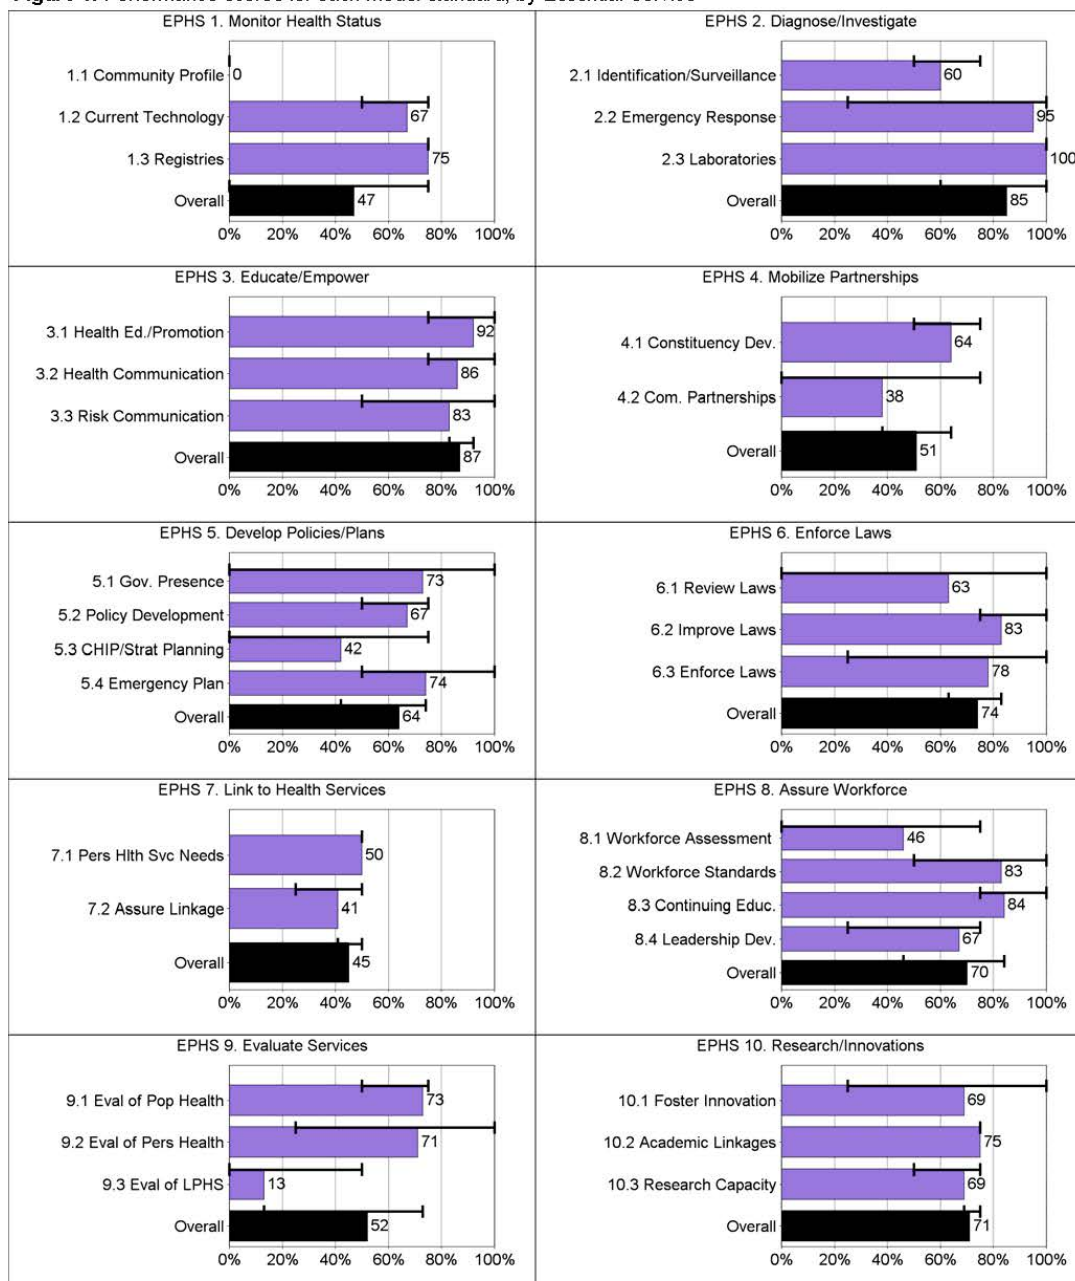 EPHS 1. Monitor Health Status
1.1 Community Profile 0
1.2 Current Technology 67
1.3 Registries 75
Overall 47
0% 20% 40% 60% 80% 100%
EPHS 2. Diagnose/Investigate
2.1 Identification/Surveillance 60
2.2 Emergency Response 95
2.3 Laboratories 100
Overall 85
0% 20% 40% 60% 80% 100%
EPHS 3. Educate/Empower
3.1 Health Ed./Promotion 92
3.2 Health Communication 86
3.3 Risk Communication 83
Overall 87
0% 20% 40% 60% 80% 100%
EPHS 4. Mobilize Partnerships
4.1 Constituency Dev. 64
4.2 Com. Partnerships 38
Overall 51
0% 20% 40% 60% 80% 100%
EPHS 5. Develop Policies/Plans
5.1 Gov. Presence 73
5.2 Policy Development 67
5.3 CHIP/Strat Planning 42
5.4 Emergency Plan 74
Overall 64
0% 20% 40% 60% 80% 100%
EPHS 6. Enforce Laws
6.1 Review Laws 63
6.2 Improve Laws 83
6.3 Enforce Laws 78
Overall 74
0% 20% 40% 60% 80% 100%
EPHS 7. Link to Health Services
7.1 Pers Hlth Svc Needs 50
7.2 Assure Linkage 41
Overall 45
0% 20% 40% 60% 80% 100%
EPHS 8. Assure Workforce
8.1 Workforce Assessment 46
8.2 Workforce Standards 83
8.3 Continuing Educ. 84
8.4 Leadership Dev. 67
Overall 70
0% 20% 40% 60% 80% 100%
EPHS 9. Evaluate Services
9.1 Eval of Pop Health 73
9.2 Eval of Pers Health 71
9.3 Eval of LPHS 13
Overall 52
0% 20% 40% 60% 80% 100%
EPHS 10. Research/Innovations
10.1 Foster Innovation 69
10.2 Academic Linkages 75
10.3 Research Capacity 69
Overall 71
0% 20% 40% 60% 80% 100%